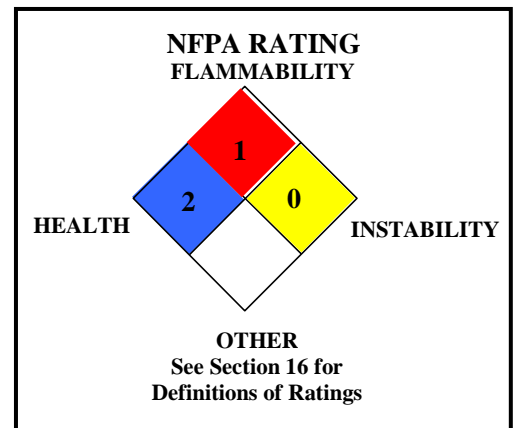 NFPA RATING
FLAMMABILITY
1
2
0
HEALTH
INSTABILITY
OTHER
See Section 16 for
Definitions of Ratings